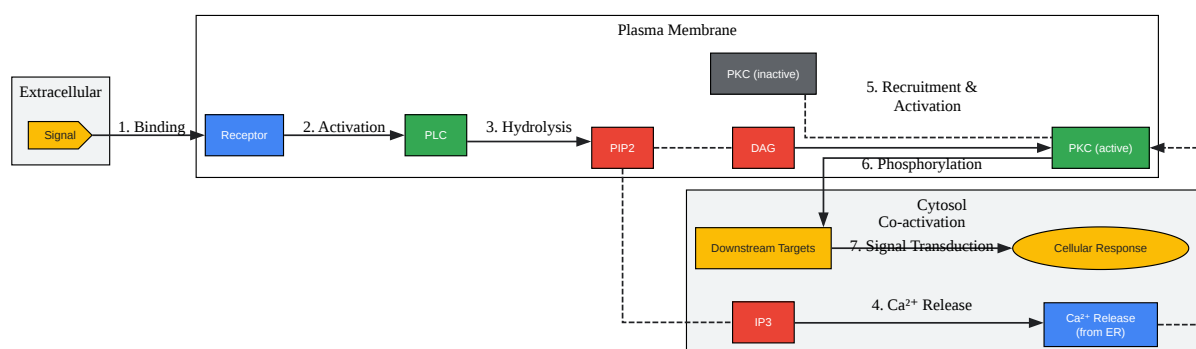 Plasma Membrane
PKC (inactive)
Extracellular
5. Recruitment &
Activation
Signal
1. Binding
Receptor
2. Activation
PLC
3. Hydrolysis
PIP2
DAG
PKC (active)
6. Phosphorylation
Cytosol
Co-activation
Downstream Targets
7. Signal Transduction
Cellular Response
IP3
4. Ca²⁺ Release
Ca²⁺ Release
(from ER)